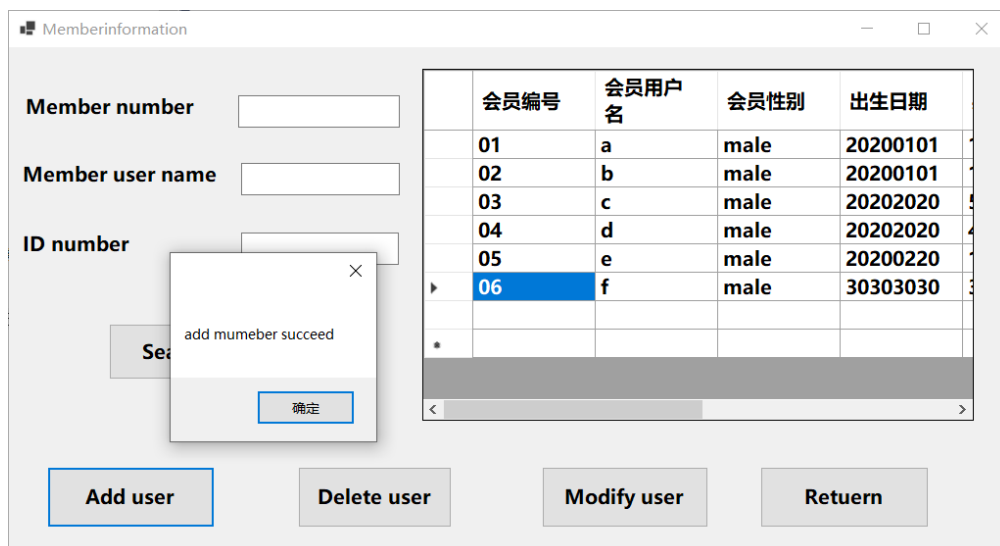 Memberinformation
Member number
Member user name
ID number
add mumeber succeed
确定
会员编号 会员用户名 会员性别 出生日期
01 a male 20200101
02 b male 20200101
03 c male 20202020
04 d male 20202020
05 e male 20200220
06 f male 30303030
Add user
Delete user
Modify user
Retuern